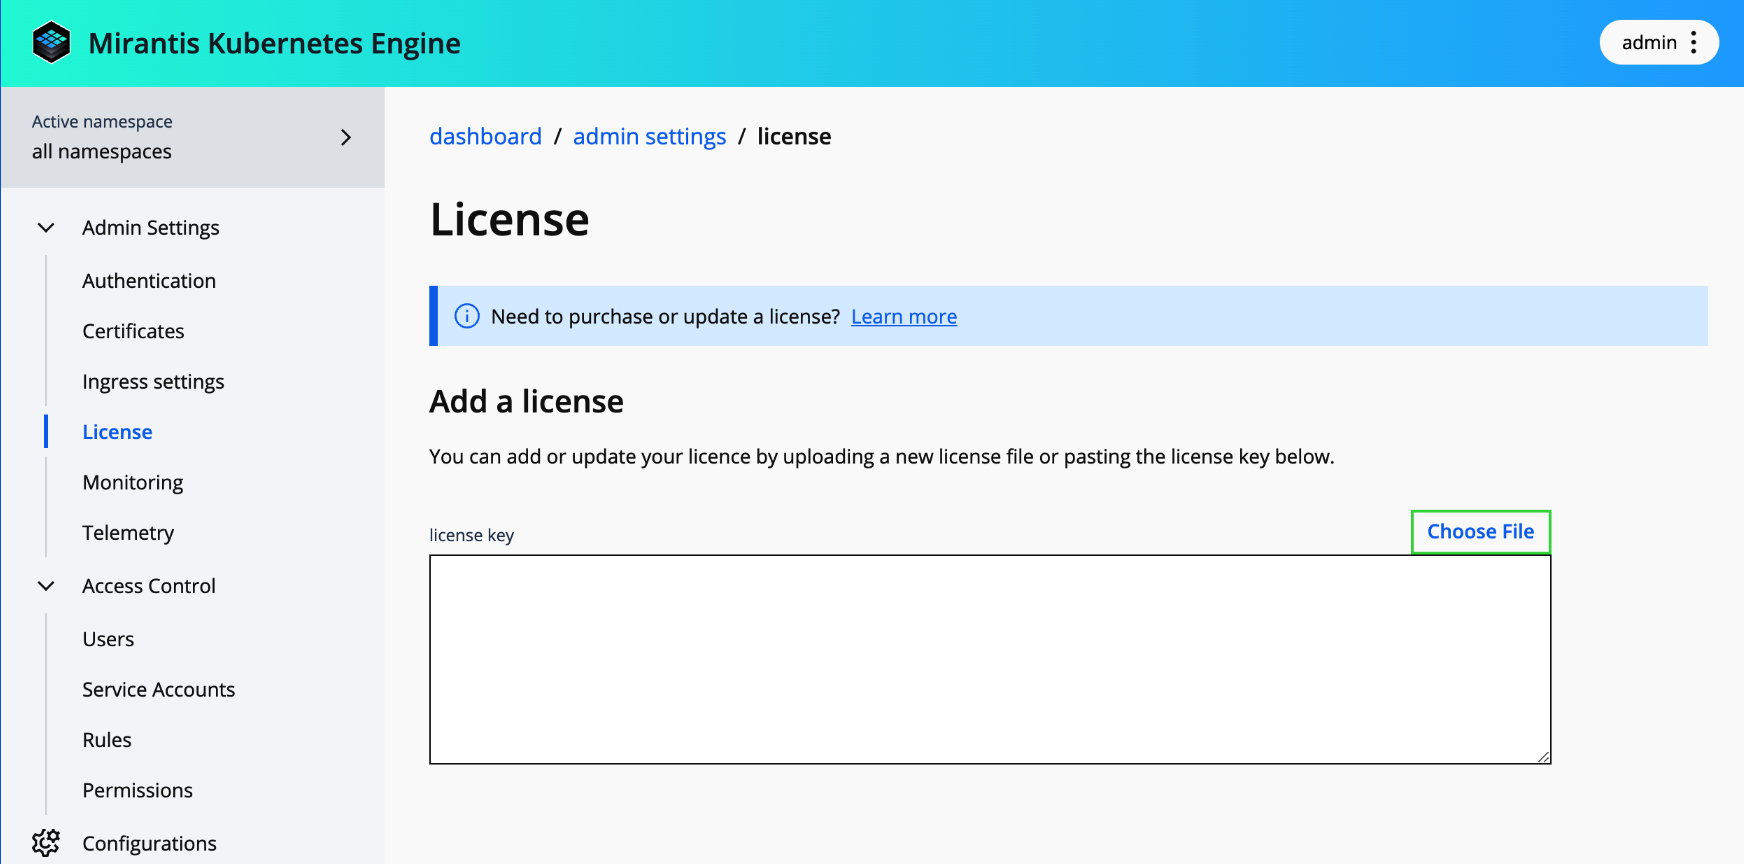 Mirantis Kubernetes Engine
admin
Active namespace
all namespaces
Admin Settings
Authentication
Certificates
Ingress settings
License
Monitoring
Telemetry
Access Control
Users
Service Accounts
Rules
Permissions
Configurations
dashboard / admin settings / license
License
Need to purchase or update a license? Learn more
Add a license
You can add or update your licence by uploading a new license file or pasting the license key below.
license key
Choose File